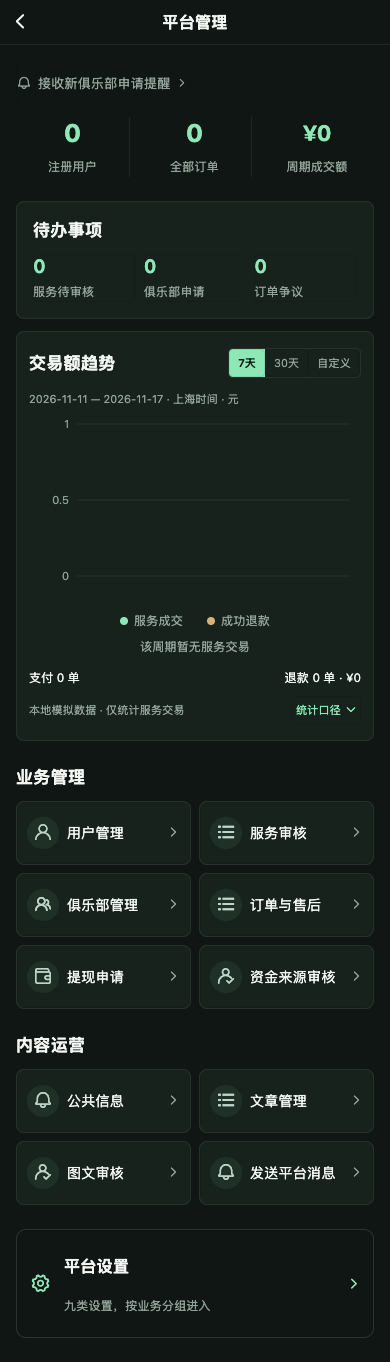 平台管理
接收新俱乐部申请提醒
0 0 ¥0
注册用户 全部订单 周期成交额
待办事项
0 0 0
服务待审核 俱乐部申请 订单争议
交易额趋势 7天 30天 自定义
2026-11-11 — 2026-11-17 · 上海时间 · 元
1
0.5
0
服务成交 成功退款
该周期暂无服务交易
支付 0 单 退款 0 单 · ¥0
本地模拟数据 · 仅统计服务交易 统计口径
业务管理
用户管理 服务审核
俱乐部管理 订单与售后
提现申请 资金来源审核
内容运营
公共信息 文章管理
图文审核 发送平台消息
平台设置
九类设置，按业务分组进入